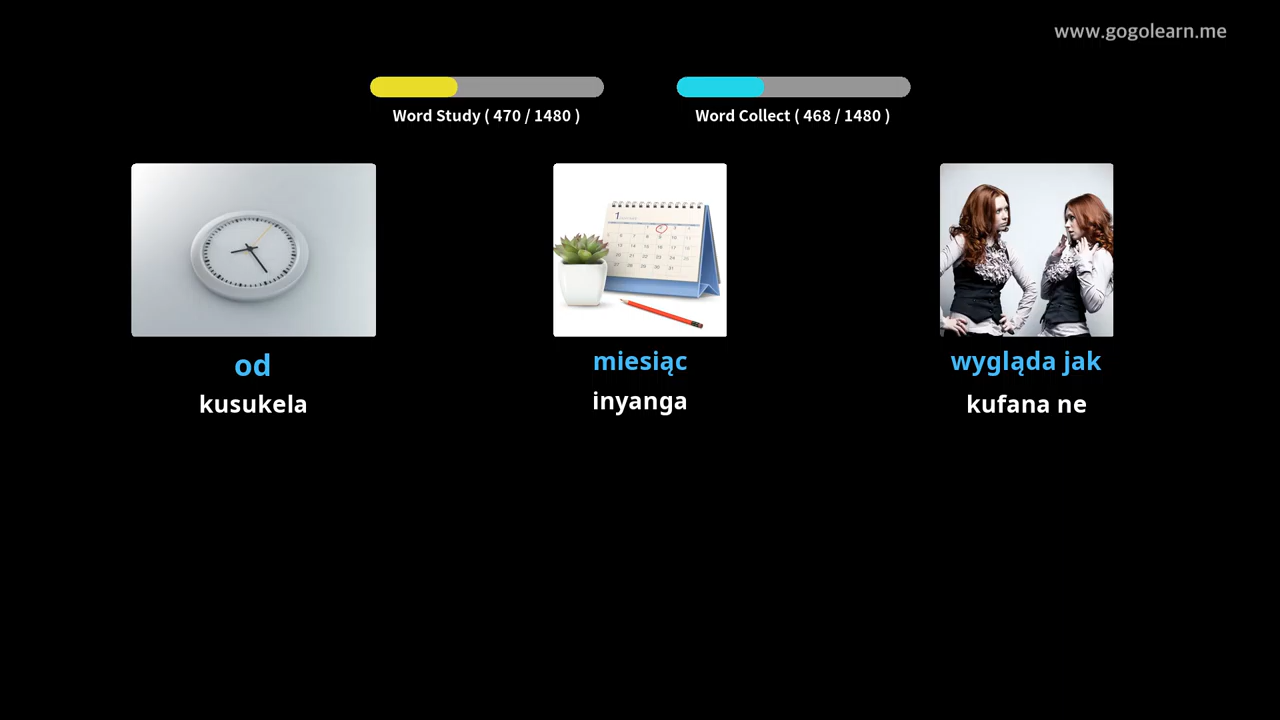 www.gogolearn.me
Word Study ( 470 / 1480 )
Word Collect ( 468 / 1480 )
od
miesiąc
wygląda jak
kusukela
inyanga
kufana ne